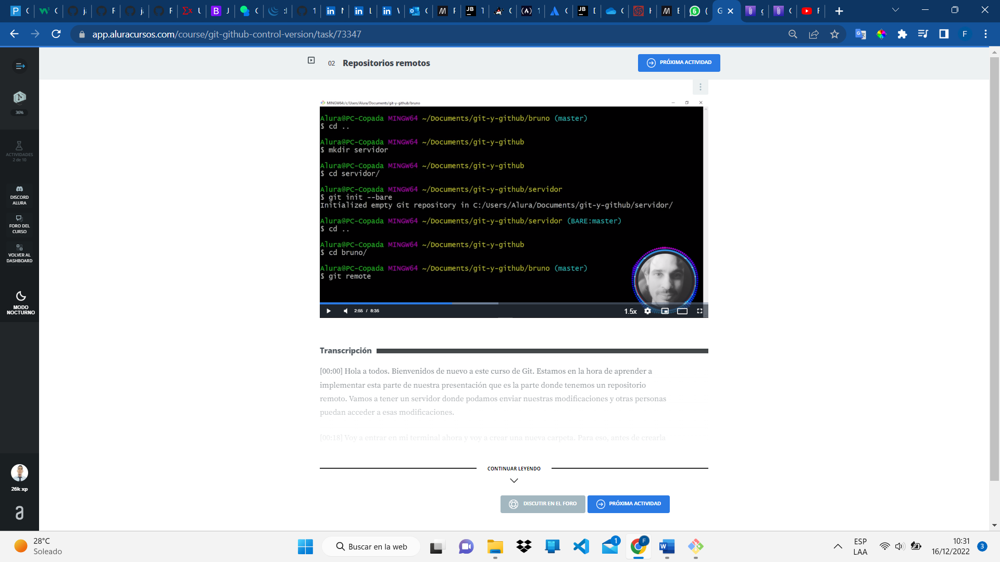 app.aluracursos.com/course/git-github-control-version/task/73347
F
02 Repositorios remotos
PRÓXIMA ACTIVIDAD
36%
ACTIVIDADES
2 de 10
DISCORD
ALURA
FORO DEL
CURSO
VOLVER AL
DASHBOARD
MODO
NOCTURNO
26k xp
MINGW64:/c/Users/Alura/Documents/git-y-github/bruno
Alura@PC-Copada MINGW64 ~/Documents/git-y-github/bruno (master)
$ cd ..
Alura@PC-Copada MINGW64 ~/Documents/git-y-github
$ mkdir servidor
Alura@PC-Copada MINGW64 ~/Documents/git-y-github
$ cd servidor/
Alura@PC-Copada MINGW64 ~/Documents/git-y-github/servidor
$ git init --bare
Initialized empty Git repository in C:/Users/Alura/Documents/git-y-github/servidor/
Alura@PC-Copada MINGW64 ~/Documents/git-y-github/servidor (BARE:master)
$ cd ..
Alura@PC-Copada MINGW64 ~/Documents/git-y-github
$ cd bruno/
Alura@PC-Copada MINGW64 ~/Documents/git-y-github/bruno (master)
$ git remote
2:55 / 8:35
1.5x
Transcripción
[00:00] Hola a todos. Bienvenidos de nuevo a este curso de Git. Estamos en la hora de aprender a
implementar esta parte de nuestra presentación que es la parte donde tenemos un repositorio
remoto. Vamos a tener un servidor donde podamos enviar nuestras modificaciones y otras personas
puedan acceder a esas modificaciones.
[00:18] Voy a entrar en mi terminal ahora y voy a crear una nueva carpeta. Para eso, antes de crearla
CONTINUAR LEYENDO
DISCUTIR EN EL FORO
PRÓXIMA ACTIVIDAD
28°C
Soleado
Buscar en la web
1
F
ESP
LAA
10:31
16/12/2022
3